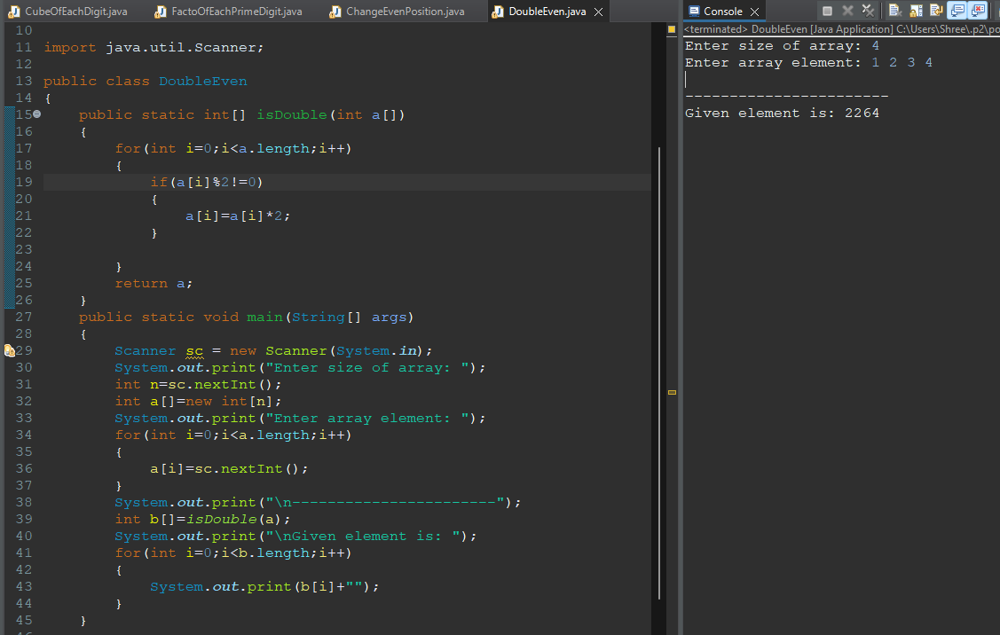 CubeOfEachDigit.java FactoOfEachPrimeDigit.java ChangeEvenPosition.java DoubleEven.java
10
11 import java.util.Scanner;
12
13 public class DoubleEven
14 {
15 public static int[] isDouble(int a[])
16 {
17 for(int i=0;i<a.length;i++)
18 {
19 if(a[i]%2!=0)
20 {
21 a[i]=a[i]*2;
22 }
23
24 }
25 return a;
26 }
27 public static void main(String[] args)
28 {
29 Scanner sc = new Scanner(System.in);
30 System.out.print("Enter size of array: ");
31 int n=sc.nextInt();
32 int a[]=new int[n];
33 System.out.print("Enter array element: ");
34 for(int i=0;i<a.length;i++)
35 {
36 a[i]=sc.nextInt();
37 }
38 System.out.print("\n-----------------------");
39 int b[]=isDouble(a);
40 System.out.print("\nGiven element is: ");
41 for(int i=0;i<b.length;i++)
42 {
43 System.out.print(b[i]+"");
44 }
45 }
Console
<terminated> DoubleEven [Java Application] C:\Users\Shree\.p2\po
Enter size of array: 4
Enter array element: 1 2 3 4
-----------------------
Given element is: 2264